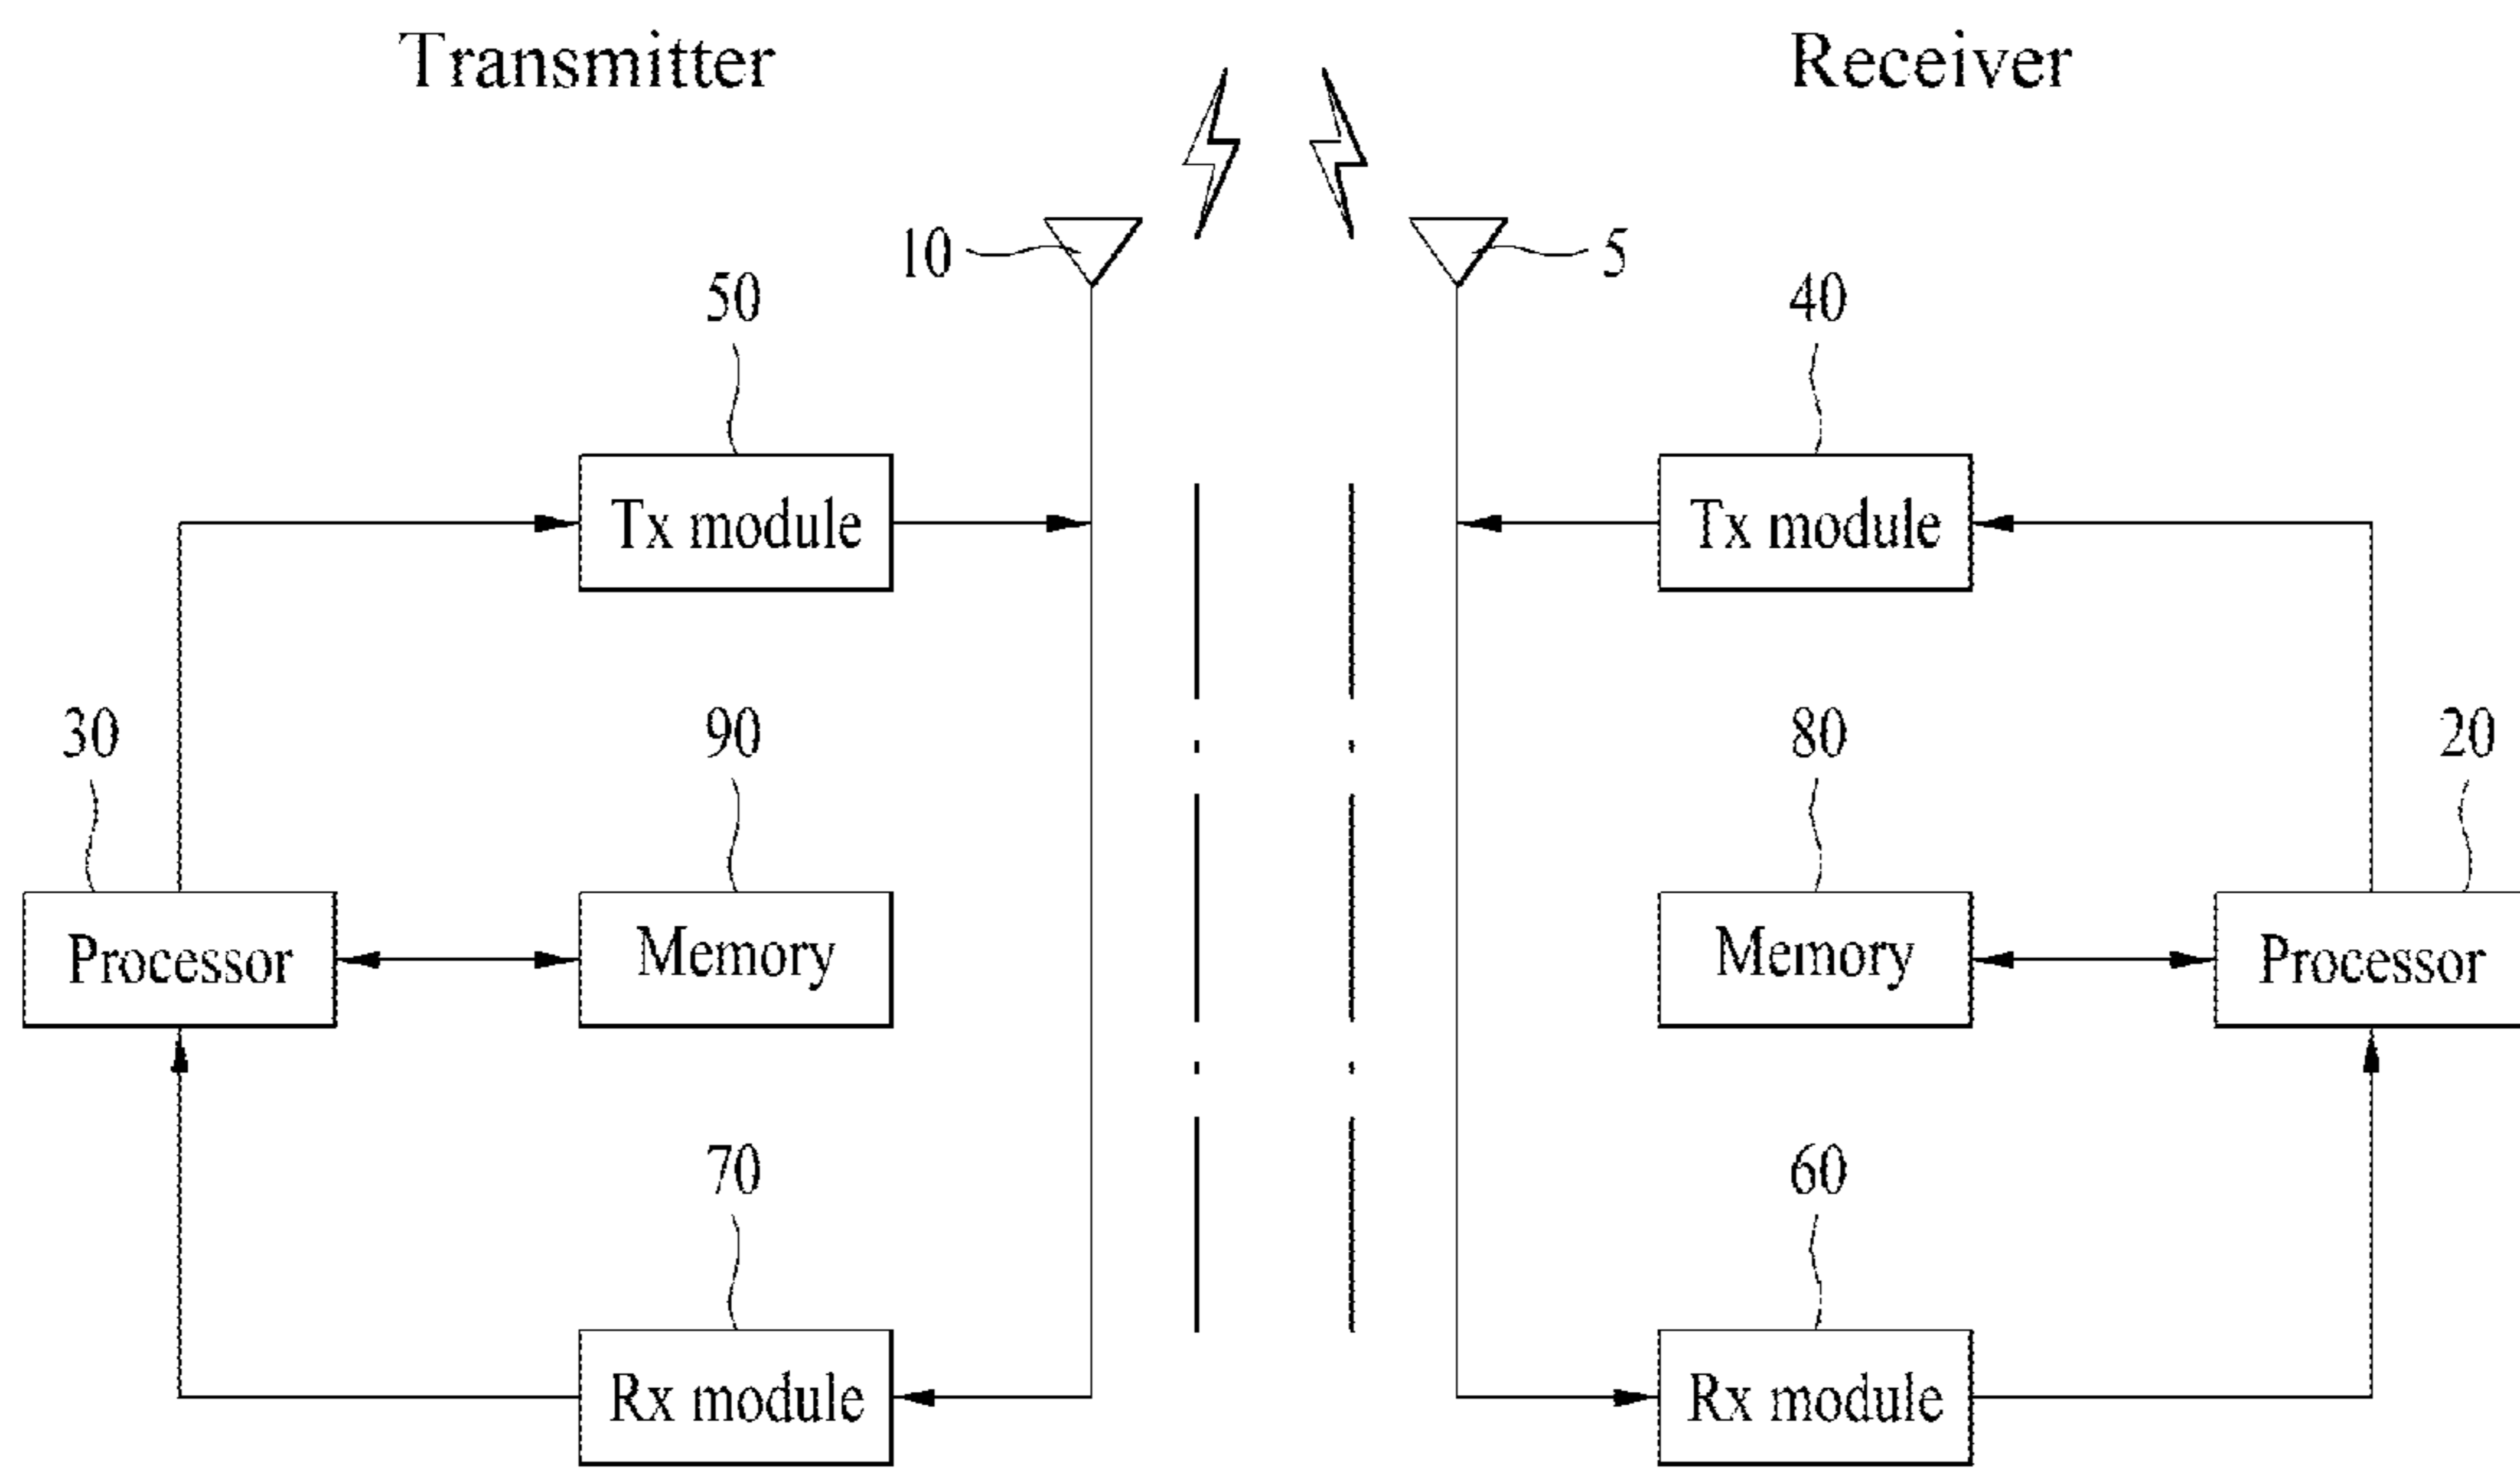 Transmitter
Receiver
10
5
50
40
Tx module
Tx module
30
90
80
20
Processor
Memory
Memory
Processor
70
60
Rx module
Rx module